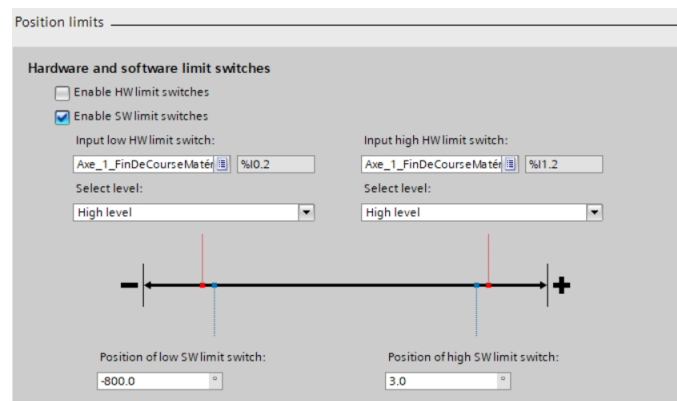 Position limits
Hardware and software limit switches
Enable HW limit switches
Enable SW limit switches
Input low HW limit switch: Input high HW limit switch:
Axe_1_FinDeCourseMatér %I0.2 Axe_1_FinDeCourseMatér %I1.2
Select level: Select level:
High level High level
Position of low SW limit switch: Position of high SW limit switch:
-800.0 ° 3.0 °